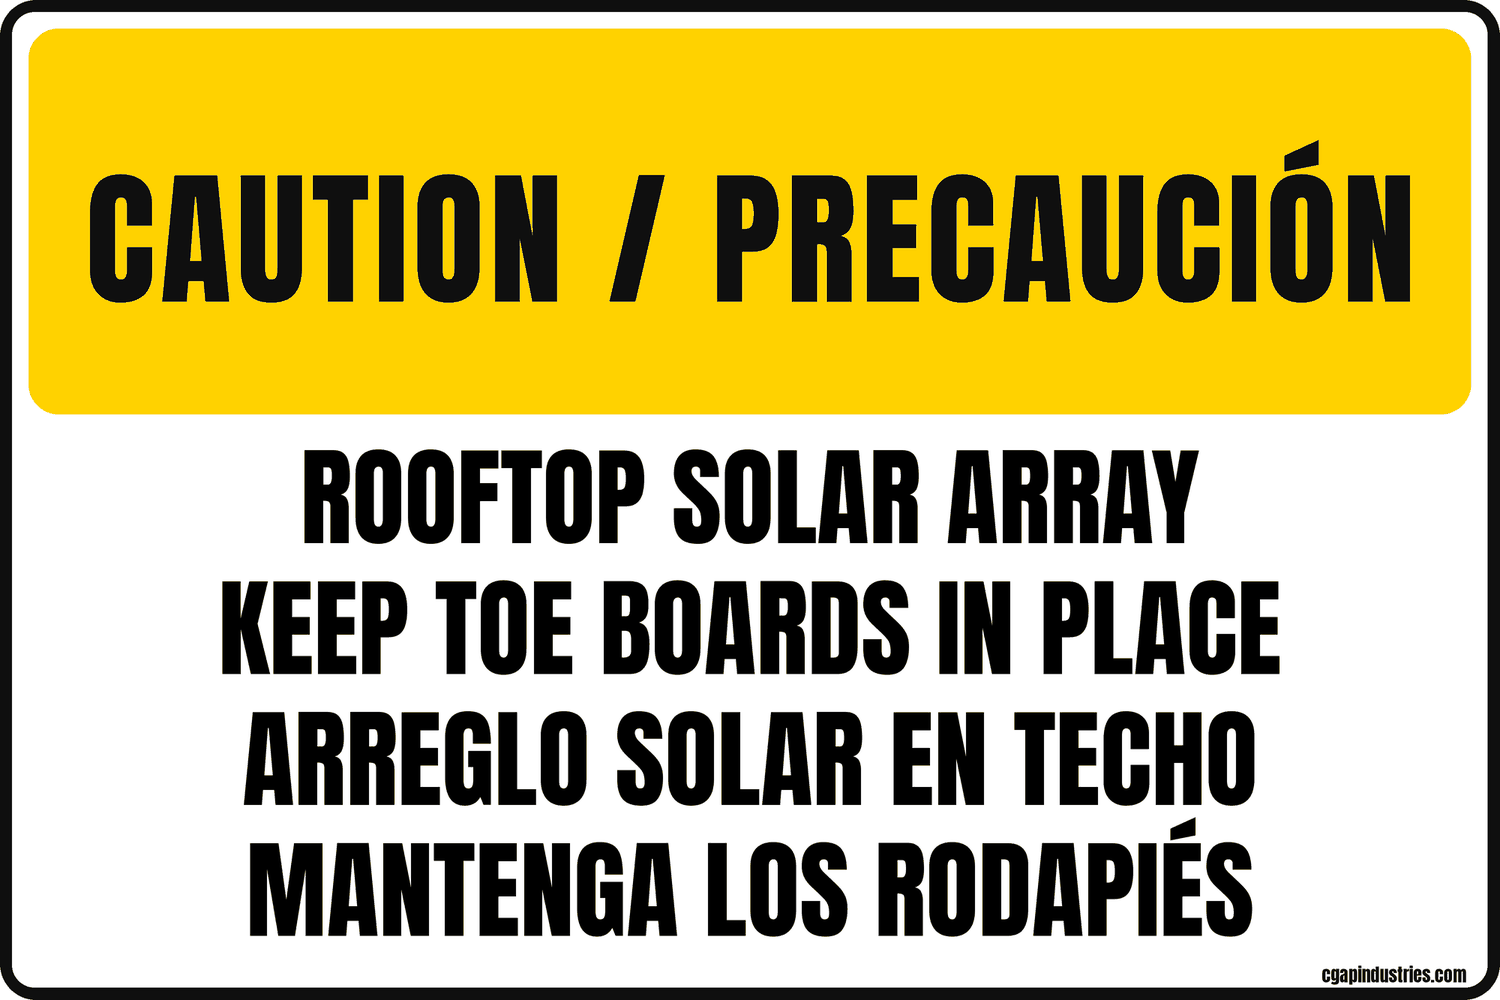 CAUTION / PRECAUCIÓN
ROOFTOP SOLAR ARRAY
KEEP TOE BOARDS IN PLACE
ARREGLO SOLAR EN TECHO
MANTENGA LOS RODAPIÉS
cgapindustries.com